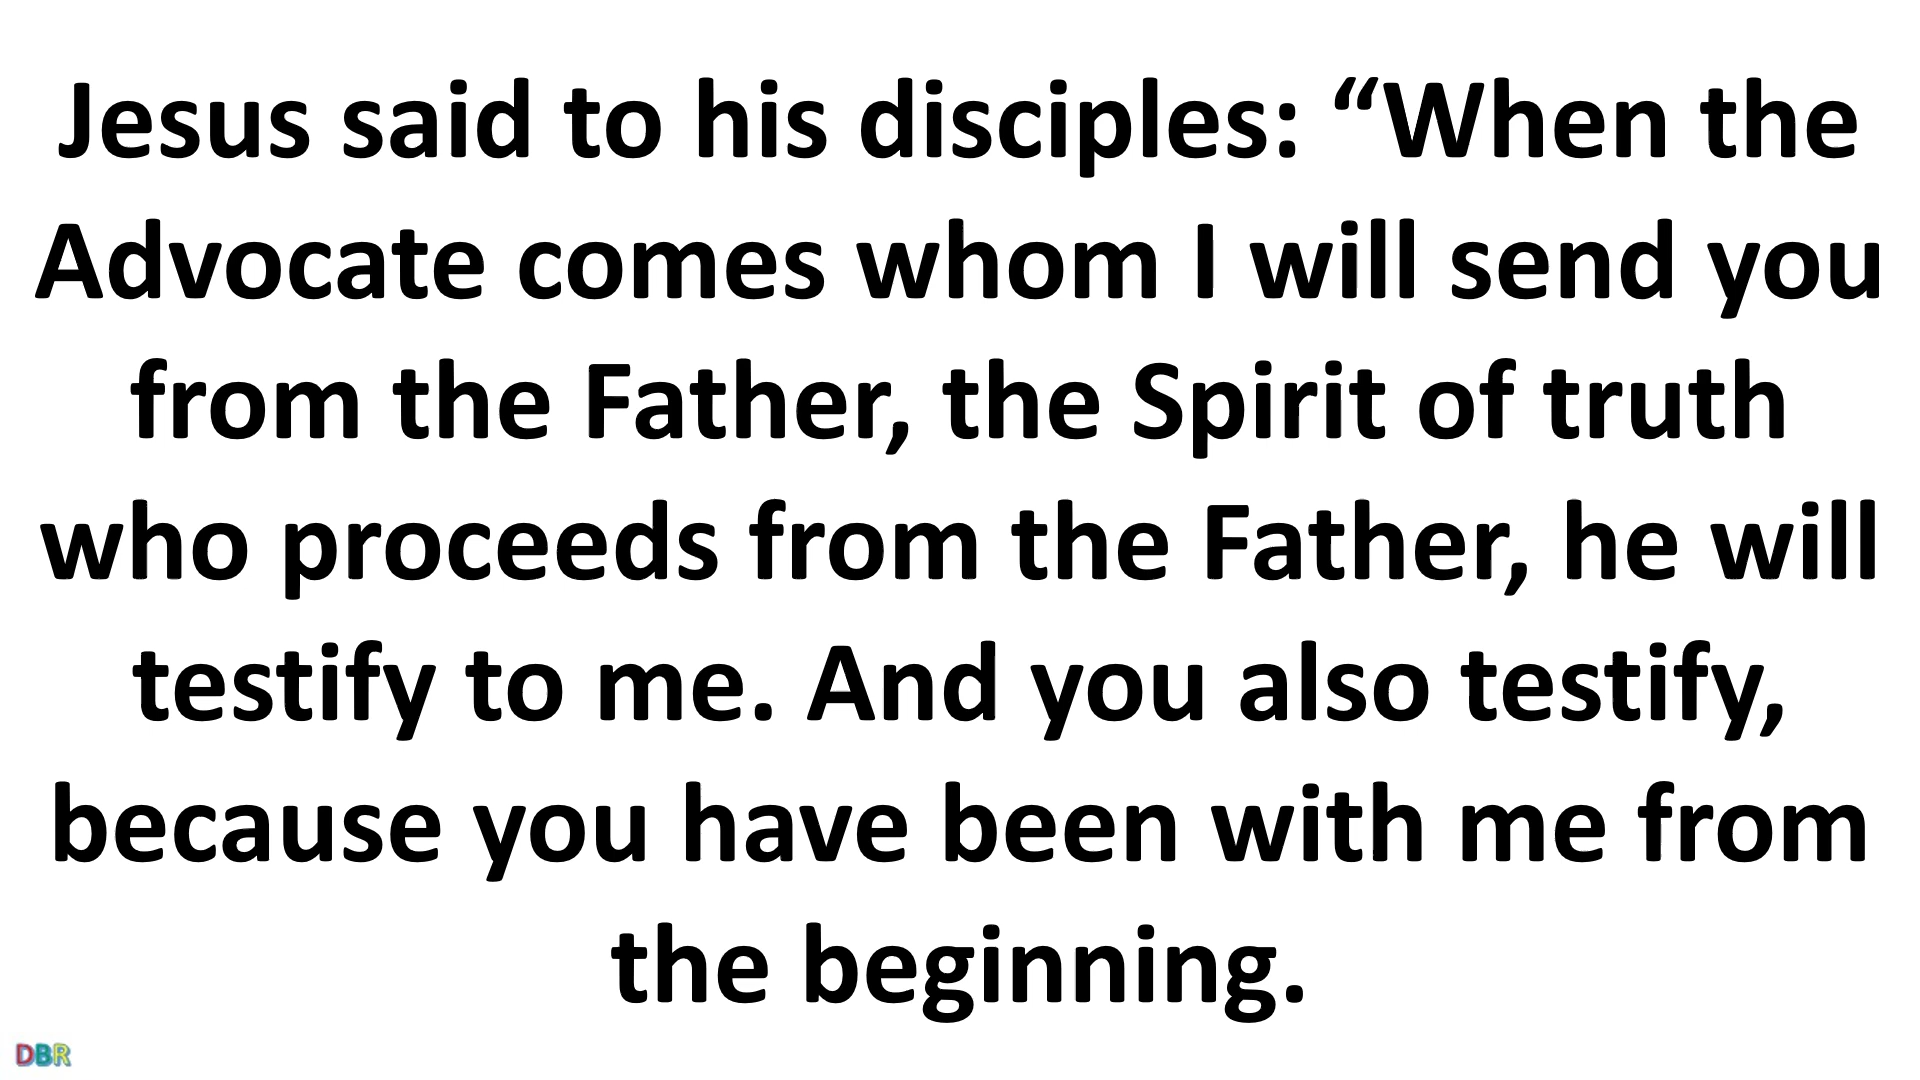 Jesus said to his disciples: “When the
Advocate comes whom I will send you
from the Father, the Spirit of truth
who proceeds from the Father, he will
testify to me. And you also testify,
because you have been with me from
the beginning.
DBR